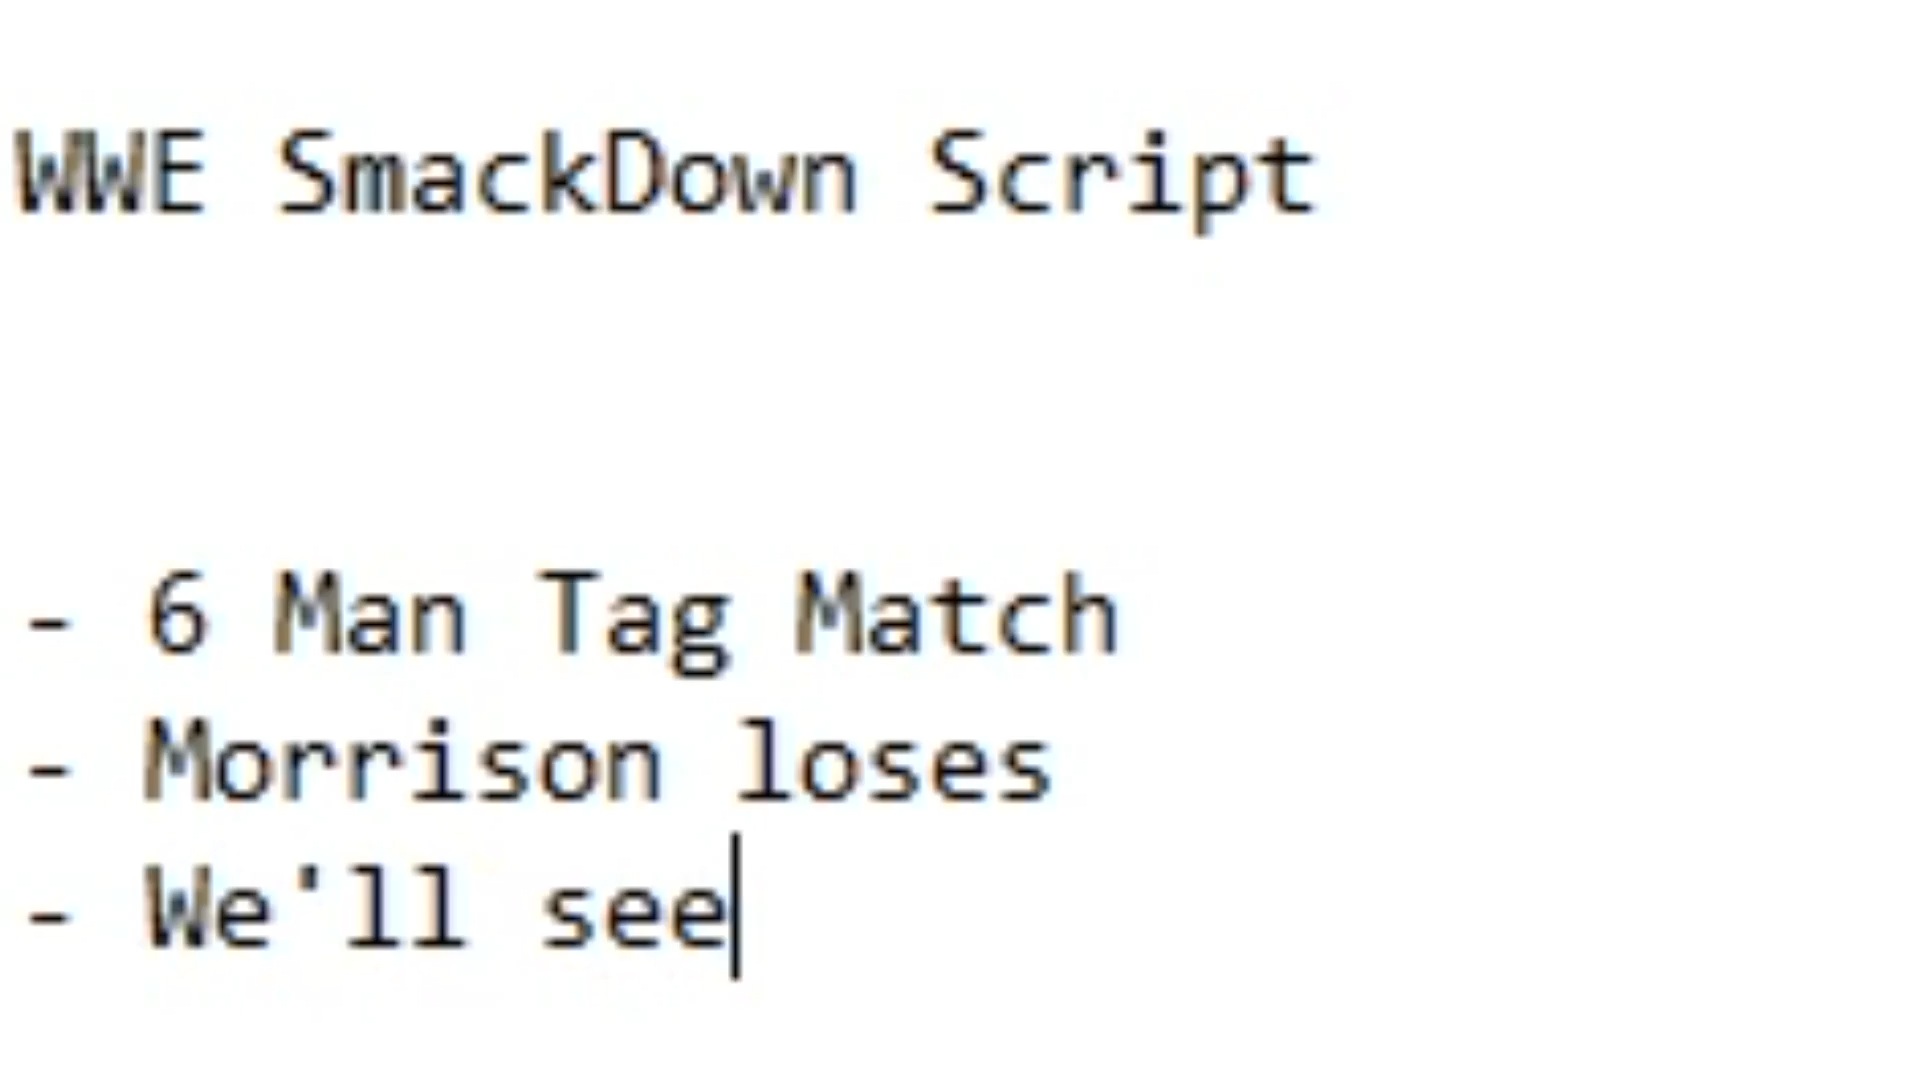 WWE SmackDown Script
- 6 Man Tag Match
- Morrison loses
- We'll see